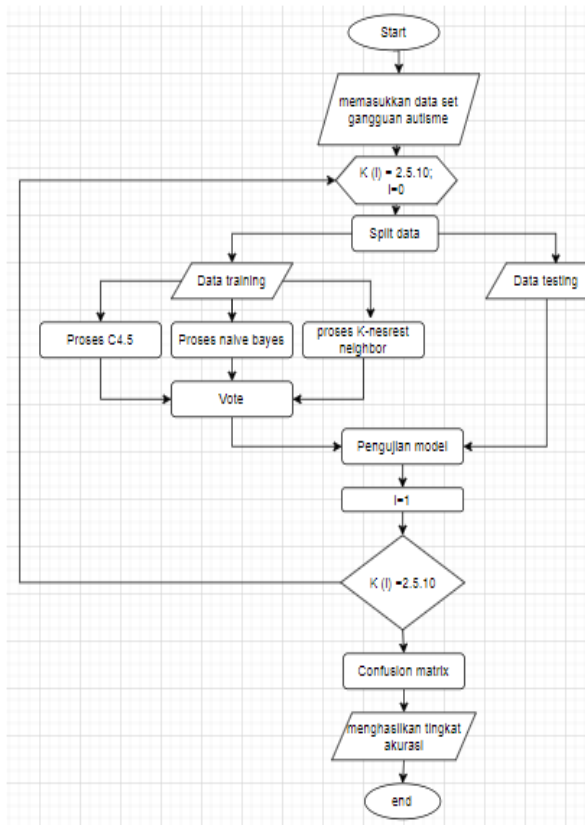 Start
memasukkan data set
gangguan autisme
K (I) = 2.5.10;
I=0
Split data
Data training
Data testing
Proses C4.5
Proses naive bayes
proses K-nesrest
neighbor
Vote
Pengujian model
I=1
K (I) =2.5.10
Confusion matrix
menghasilkan tingkat
akurasi
end